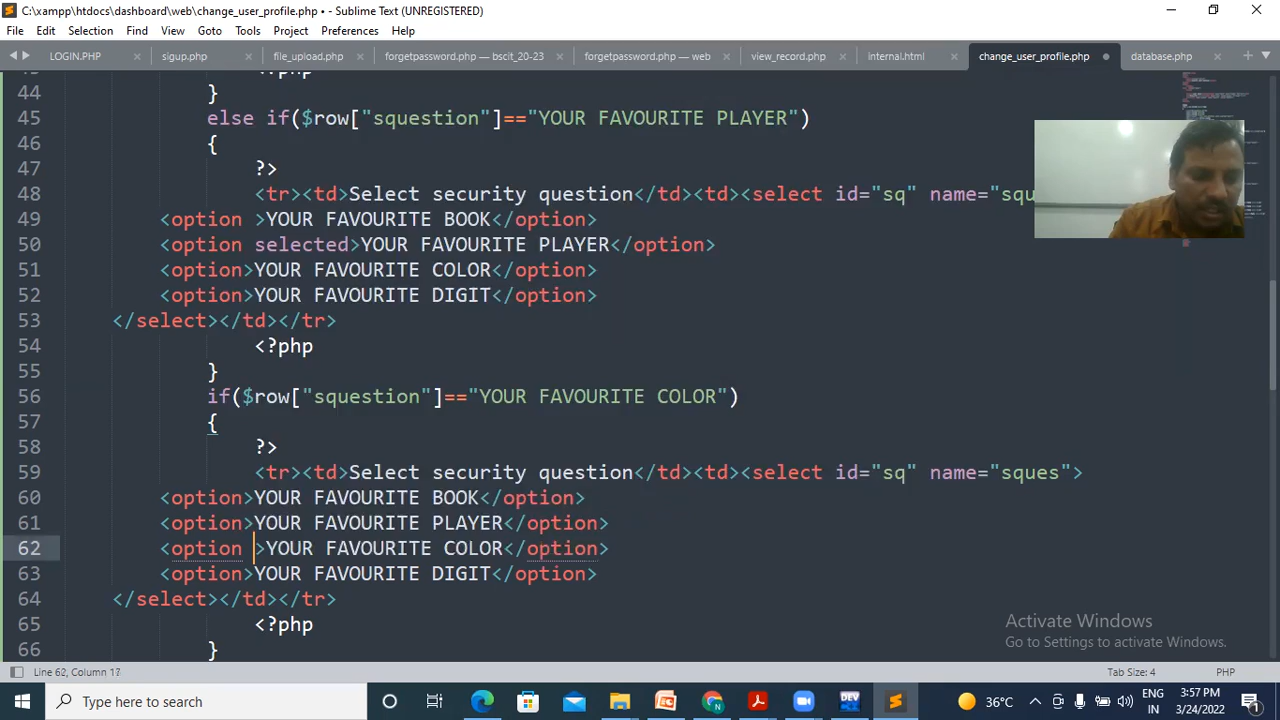 C:\xampp\htdocs\dashboard\web\change_user_profile.php • - Sublime Text (UNREGISTERED)
File Edit Selection Find View Goto Tools Project Preferences Help
LOGIN.PHP sigup.php file_upload.php forgetpassword.php — bscit_20-23 forgetpassword.php — web view_record.php internal.html change_user_profile.php database.php
43 <?php
44 }
45 else if($row["squestion"]=="YOUR FAVOURITE PLAYER")
46 {
47 ?>
48 <tr><td>Select security question</td><td><select id="sq" name="sques
49 <option >YOUR FAVOURITE BOOK</option>
50 <option selected>YOUR FAVOURITE PLAYER</option>
51 <option>YOUR FAVOURITE COLOR</option>
52 <option>YOUR FAVOURITE DIGIT</option>
53 </select></td></tr>
54 <?php
55 }
56 if($row["squestion"]=="YOUR FAVOURITE COLOR")
57 {
58 ?>
59 <tr><td>Select security question</td><td><select id="sq" name="sques">
60 <option>YOUR FAVOURITE BOOK</option>
61 <option>YOUR FAVOURITE PLAYER</option>
62 <option >YOUR FAVOURITE COLOR</option>
63 <option>YOUR FAVOURITE DIGIT</option>
64 </select></td></tr>
65 <?php
66 }
Activate Windows
Go to Settings to activate Windows.
Line 62, Column 17 Tab Size: 4 PHP
Type here to search 36°C ENG IN 3:57 PM 3/24/2022